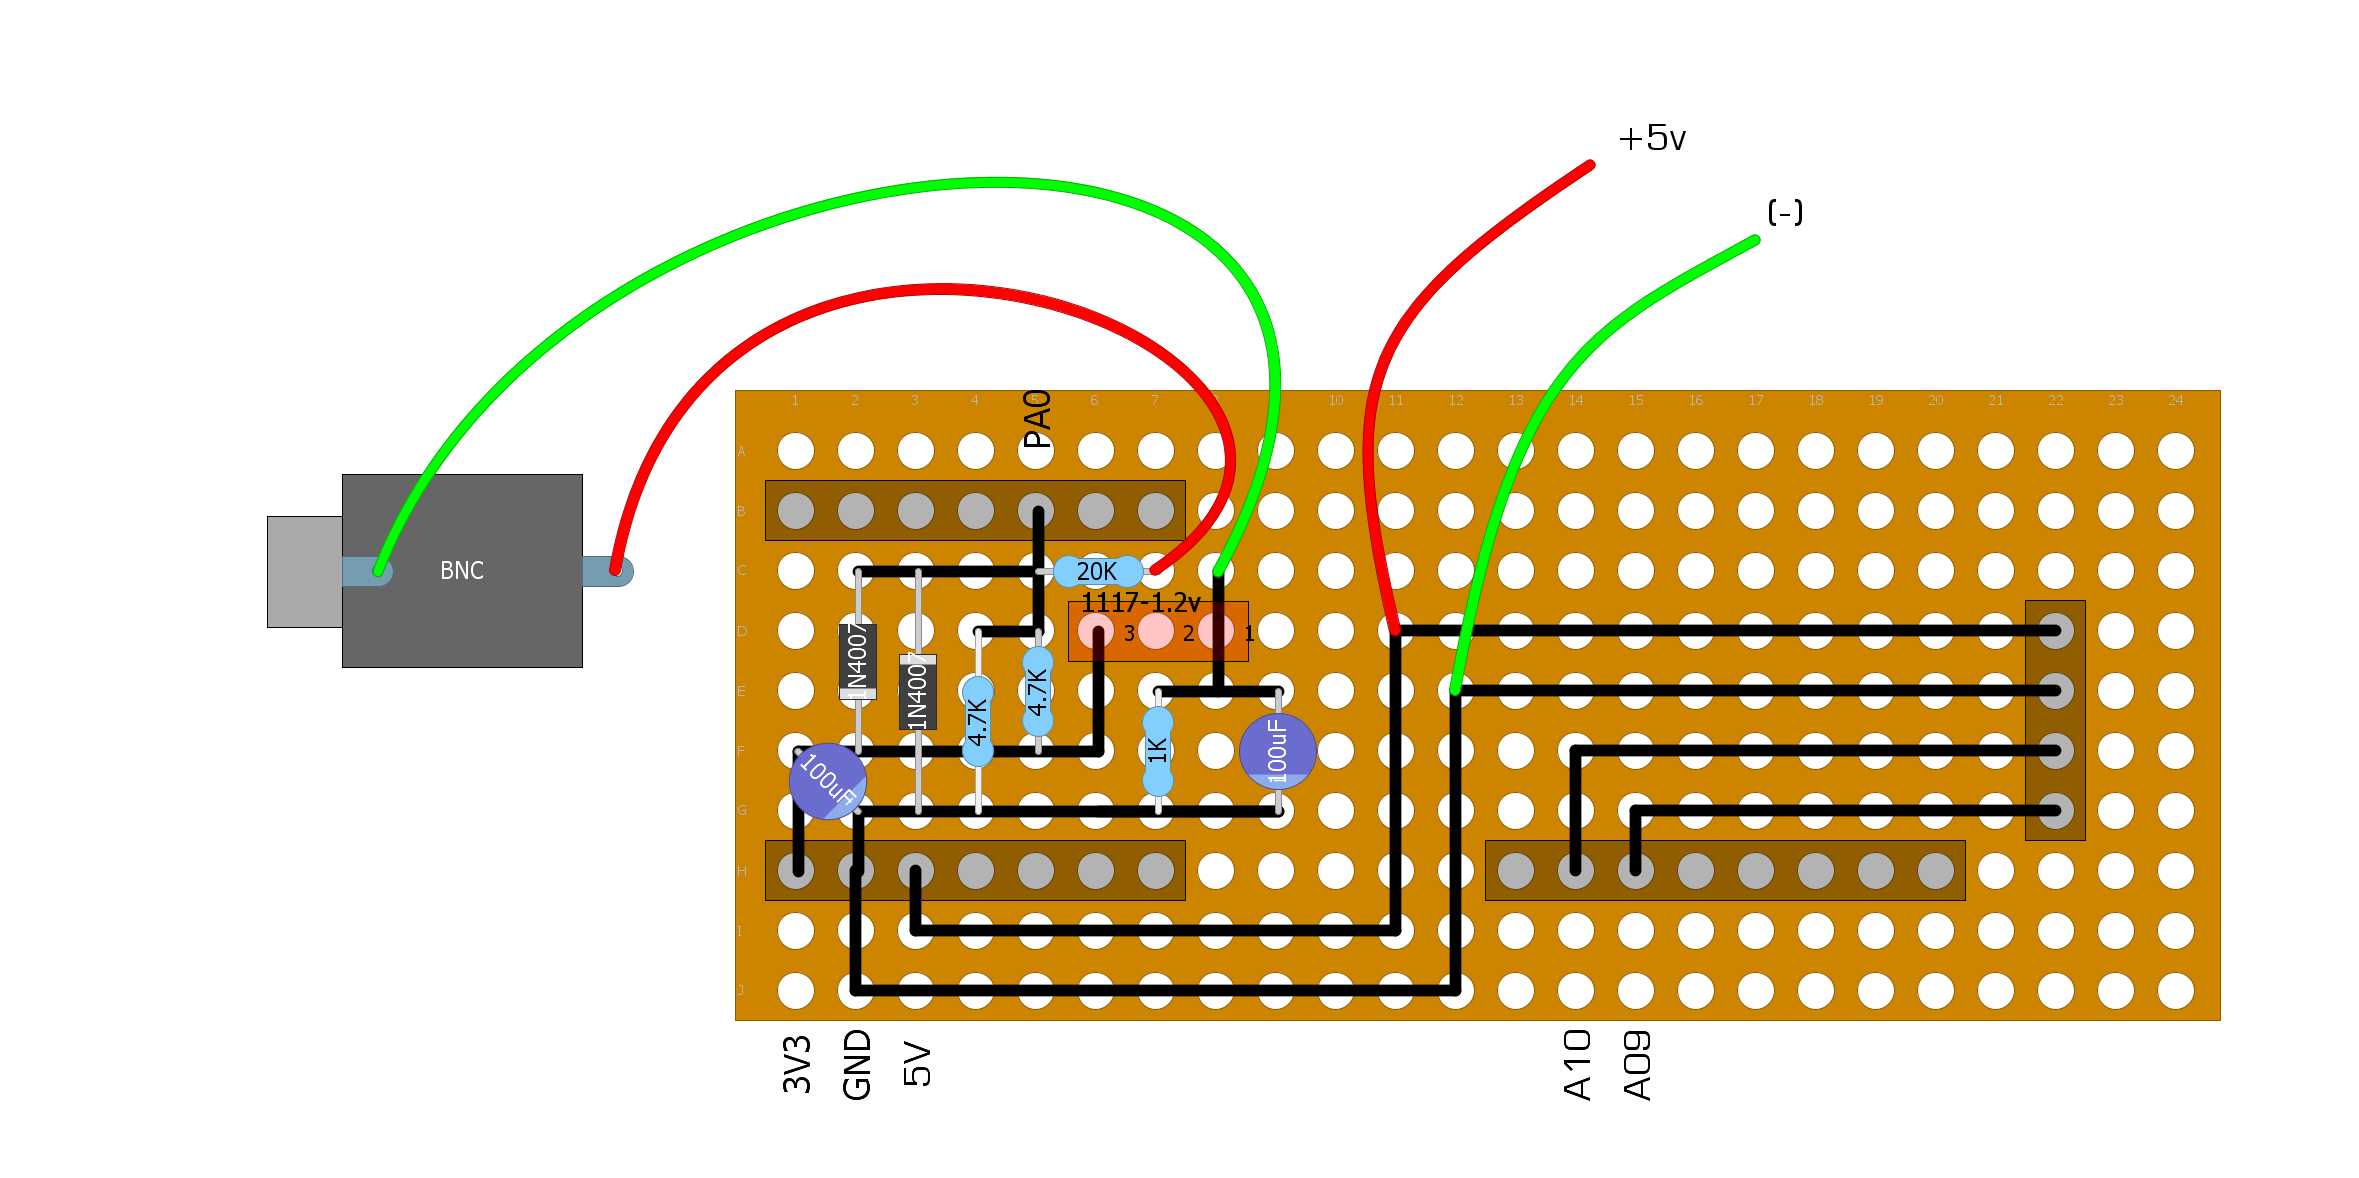 +5v
(-)
PA0
1 2 3 4 5 6 7 10 11 12 13 14 15 16 17 18 19 20 21 22 23 24
A
B
BNC
C
20K
1117-1.2v
D
3 2 1
1N4007
1N4007
4.7K
4.7K
E
1K
100uF
100uF
F
G
H
I
J
3V3
GND
5V
A10
A09